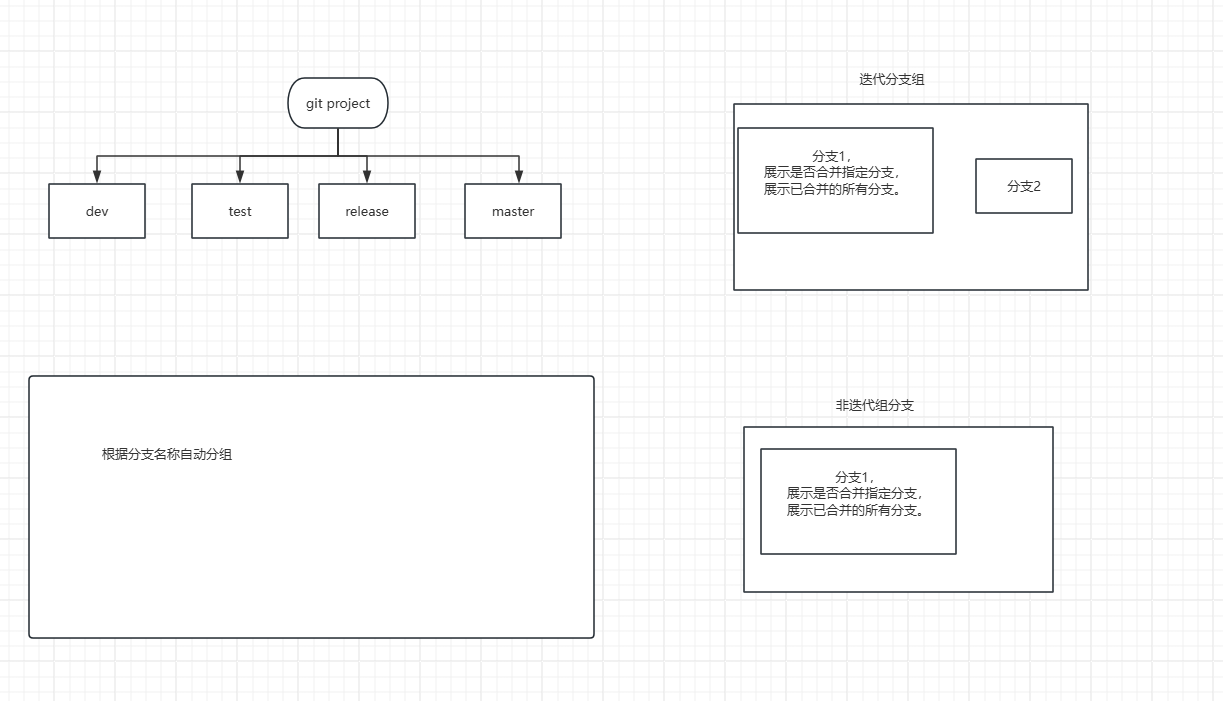 git project
dev
test
release
master
迭代分支组
分支1，
展示是否合并指定分支，
展示已合并的所有分支。
分支2
根据分支名称自动分组
非迭代组分支
分支1，
展示是否合并指定分支，
展示已合并的所有分支。